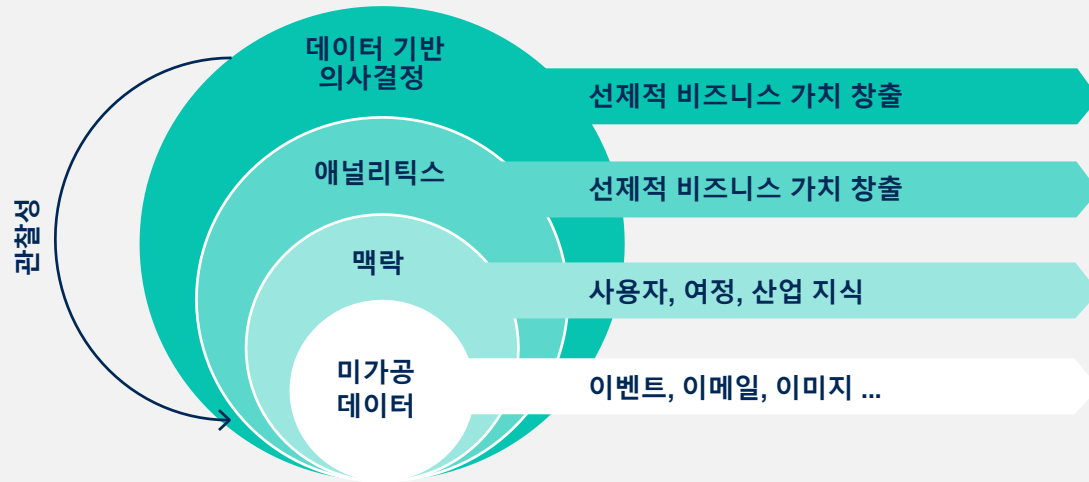 데이터 기반
의사결정
선제적 비즈니스 가치 창출
애널리틱스
선제적 비즈니스 가치 창출
관찰성
맥락
사용자, 여정, 산업 지식
미가공
데이터
이벤트, 이메일, 이미지 ...